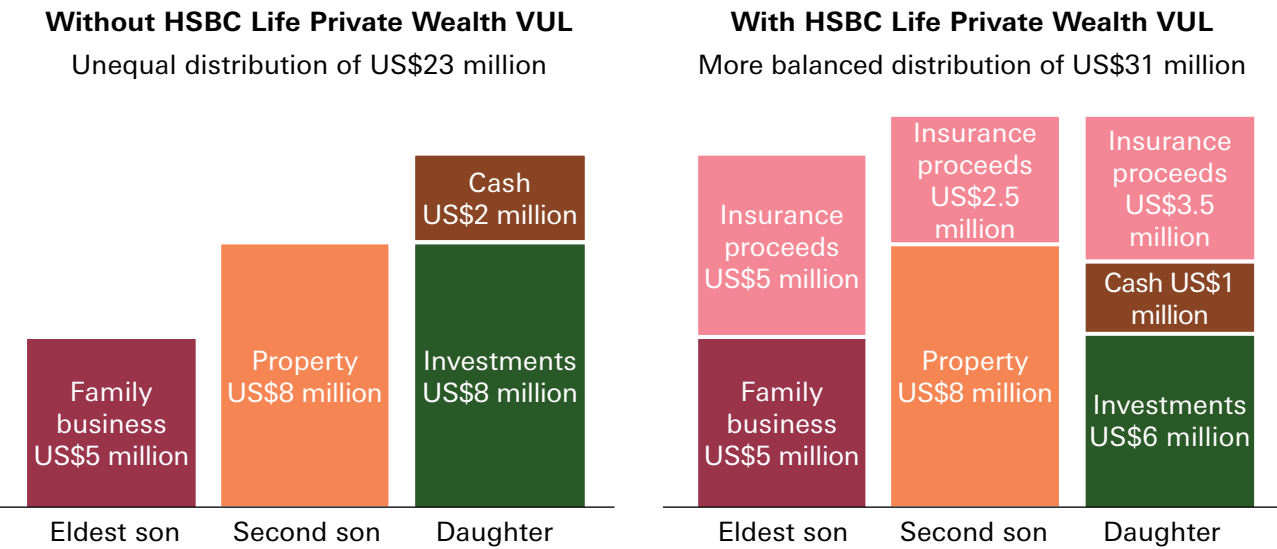 Without HSBC Life Private Wealth VUL
Unequal distribution of US$23 million
Cash
US$2 million
Property
US$8 million
Investments
US$8 million
Family
business
US$5 million
Eldest son
Second son
Daughter
With HSBC Life Private Wealth VUL
More balanced distribution of US$31 million
Insurance
proceeds
US$5 million
Insurance
proceeds
US$2.5
million
Insurance
proceeds
US$3.5
million
Cash US$1
million
Family
business
US$5 million
Property
US$8 million
Investments
US$6 million
Eldest son
Second son
Daughter